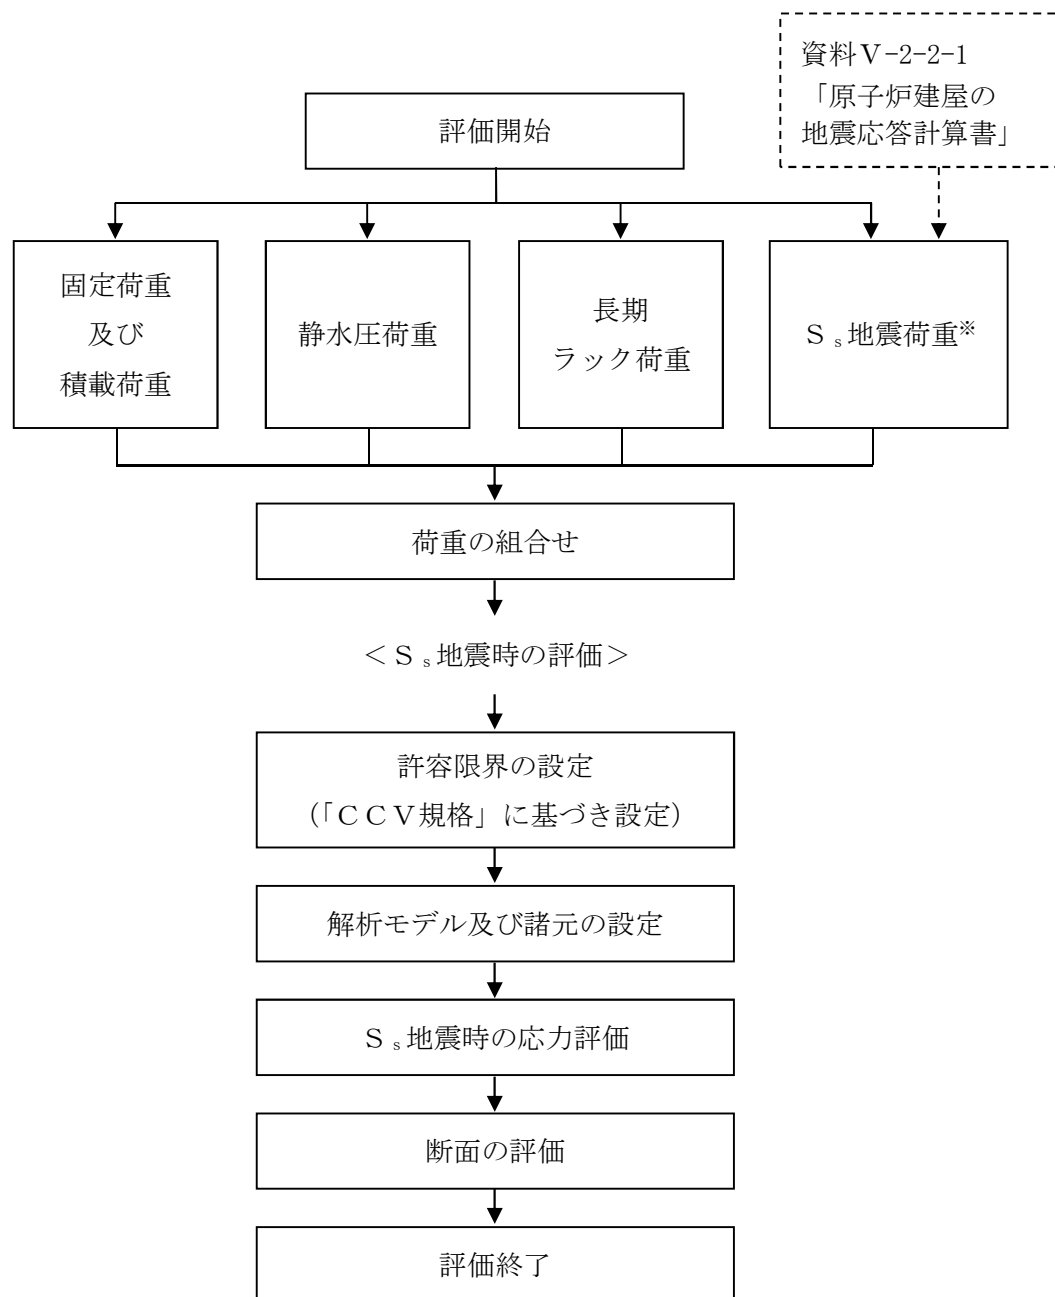 資料Ⅴ-2-2-1
「原子炉建屋の
地震応答計算書」
評価開始
固定荷重
及び
積載荷重
静水圧荷重
長期
ラック荷重
Ｓｓ地震荷重※
荷重の組合せ
＜Ｓｓ地震時の評価＞
許容限界の設定
（「ＣＣＶ規格」に基づき設定）
解析モデル及び諸元の設定
Ｓｓ地震時の応力評価
断面の評価
評価終了